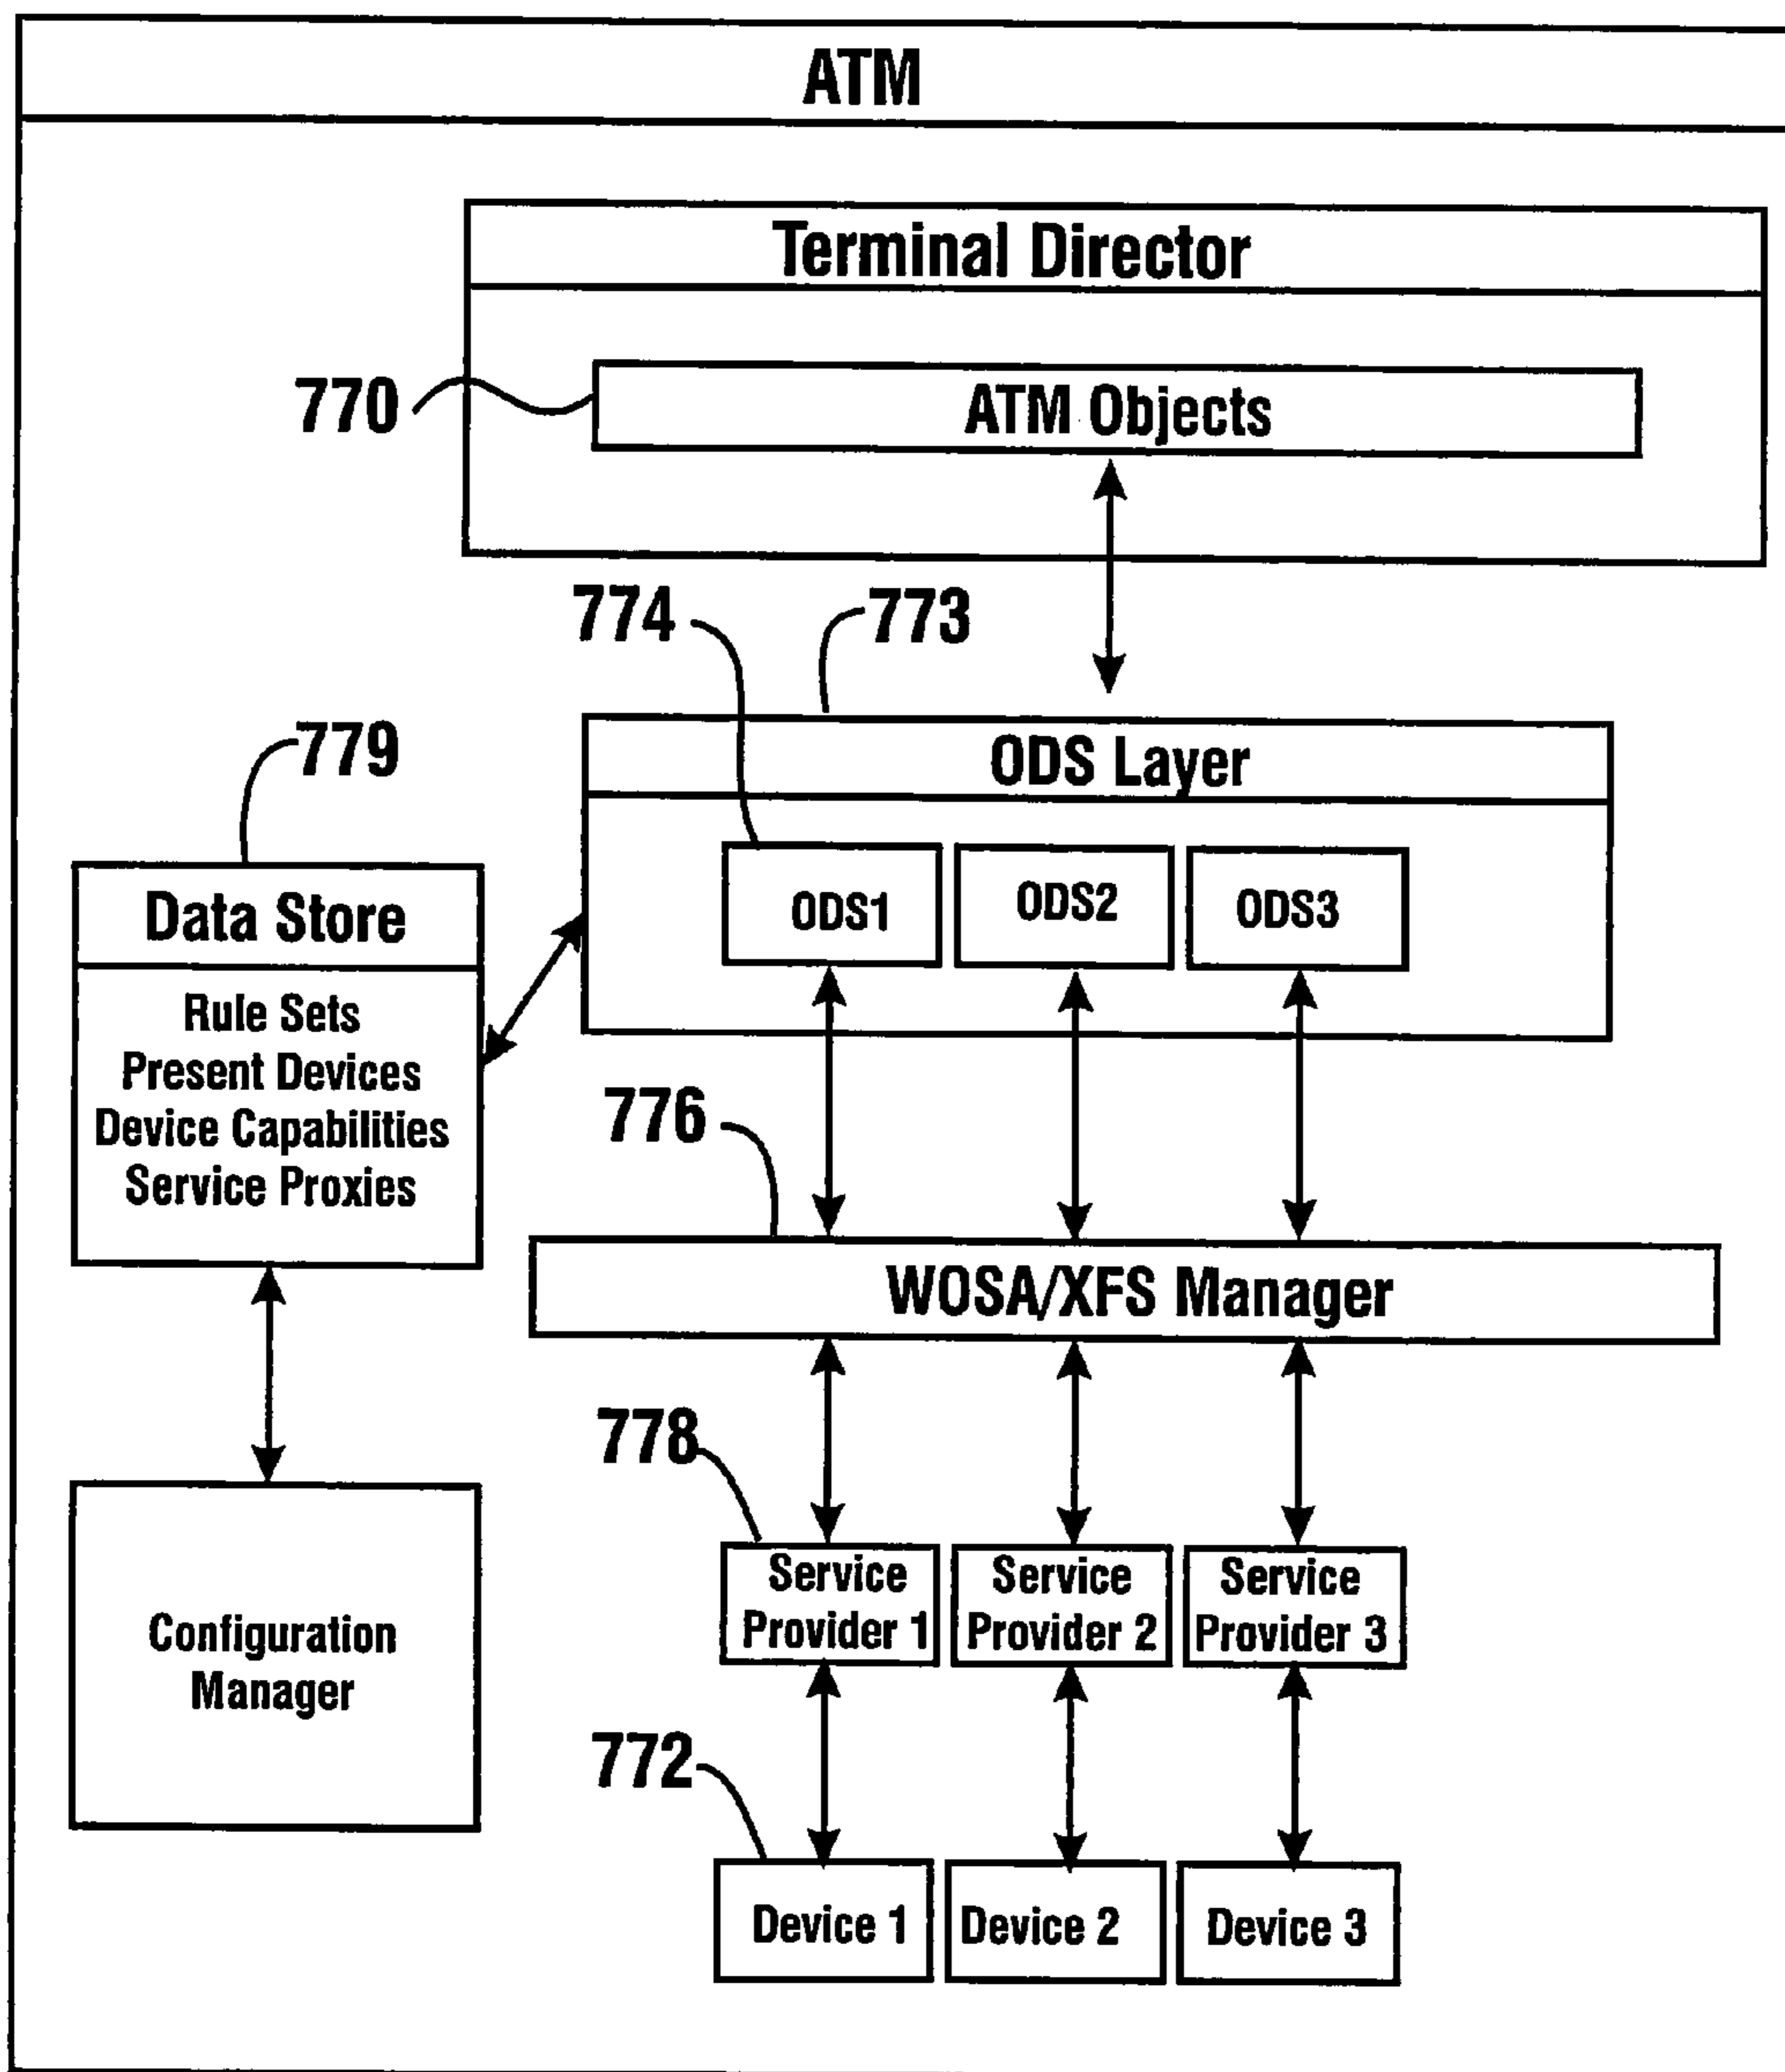 ATM
Terminal Director
770
ATM Objects
774
773
779
ODS Layer
Data Store
ODS1
ODS2
ODS3
Rule Sets
Present Devices
Device Capabilities
Service Proxies
776
WOSA/XFS Manager
778
Service
Provider 1
Service
Provider 2
Service
Provider 3
Configuration
Manager
772
Device 1
Device 2
Device 3